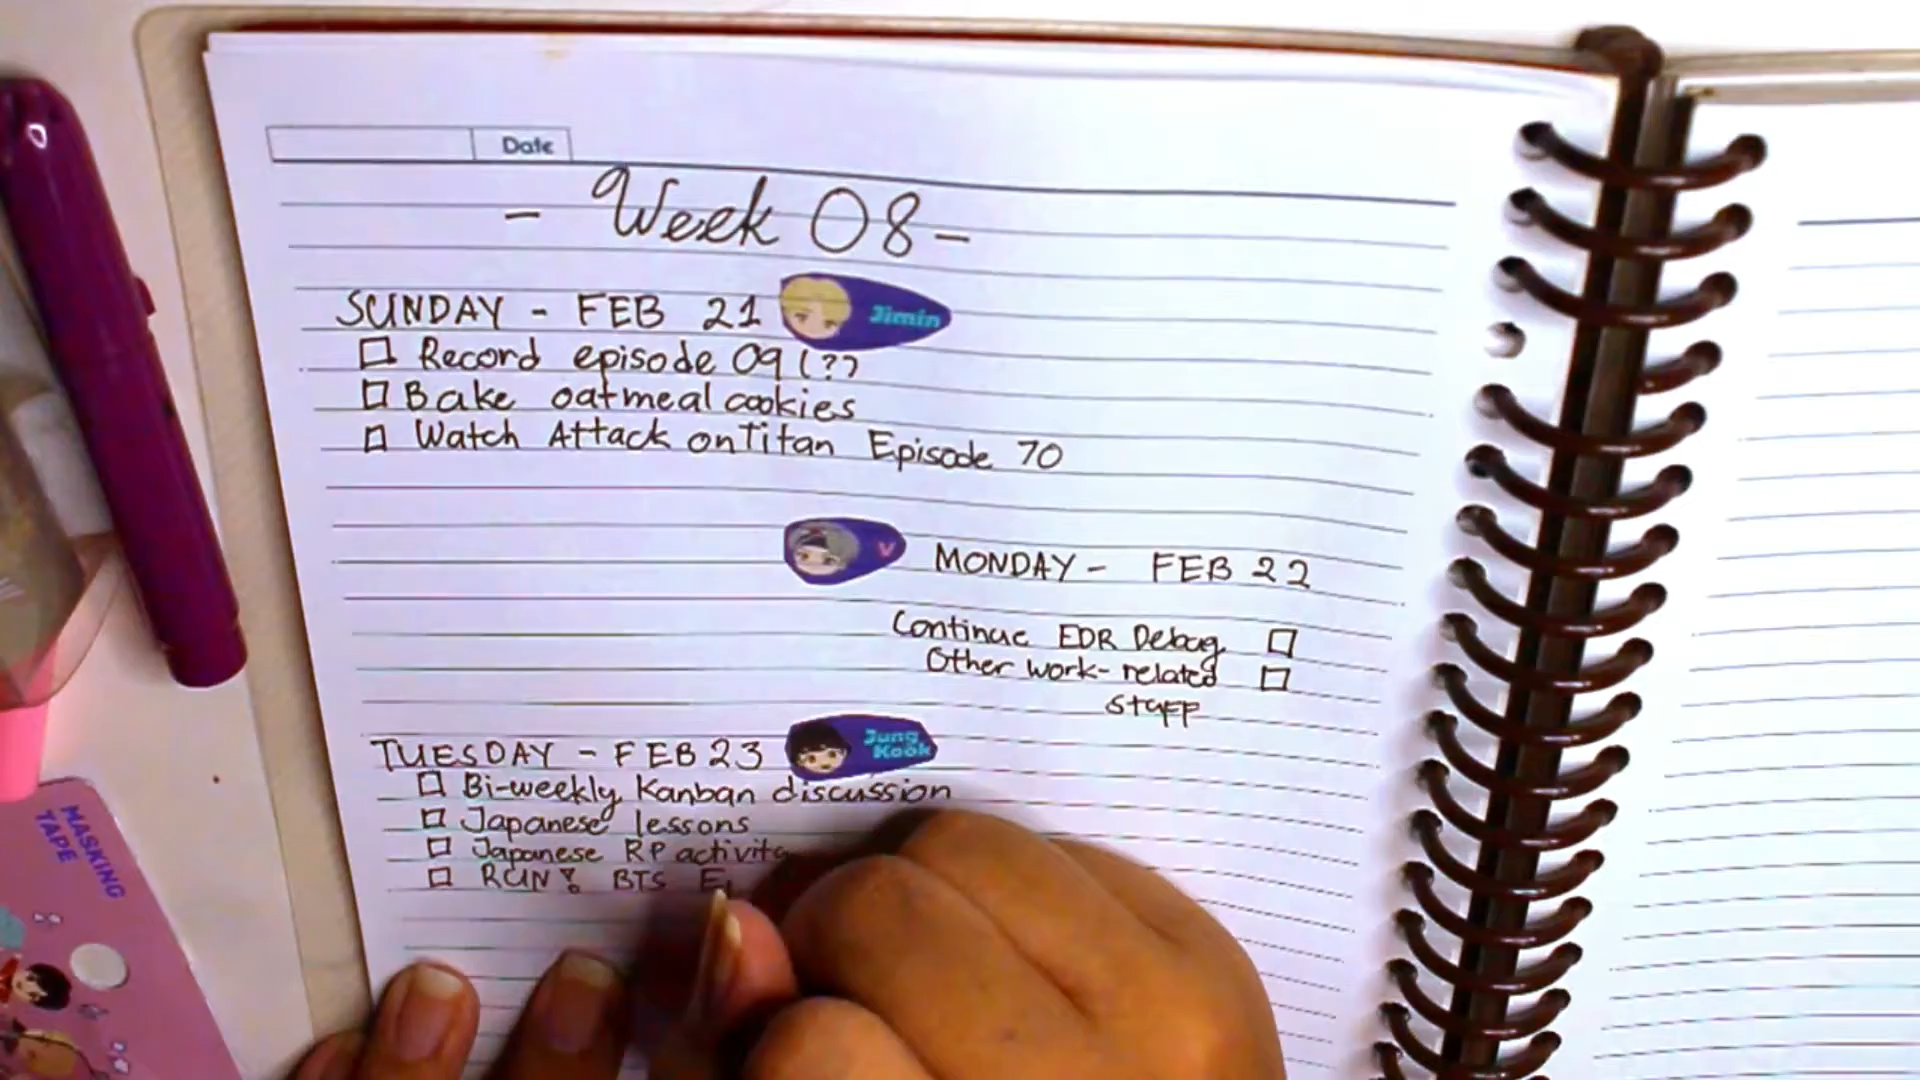 Date
- Week 08 -
SUNDAY - FEB 21 Jimin
Record episode 09 (??)
Bake oatmeal cookies
Watch Attack on Titan Episode 70
V MONDAY - FEB 22
Continue EDR Debug
Other work-related
stuff
TUESDAY - FEB 23 Jung Kook
Bi-weekly Kanban discussion
Japanese lessons
Japanese RP activity
RUN! BTS
MASKING
TAPE